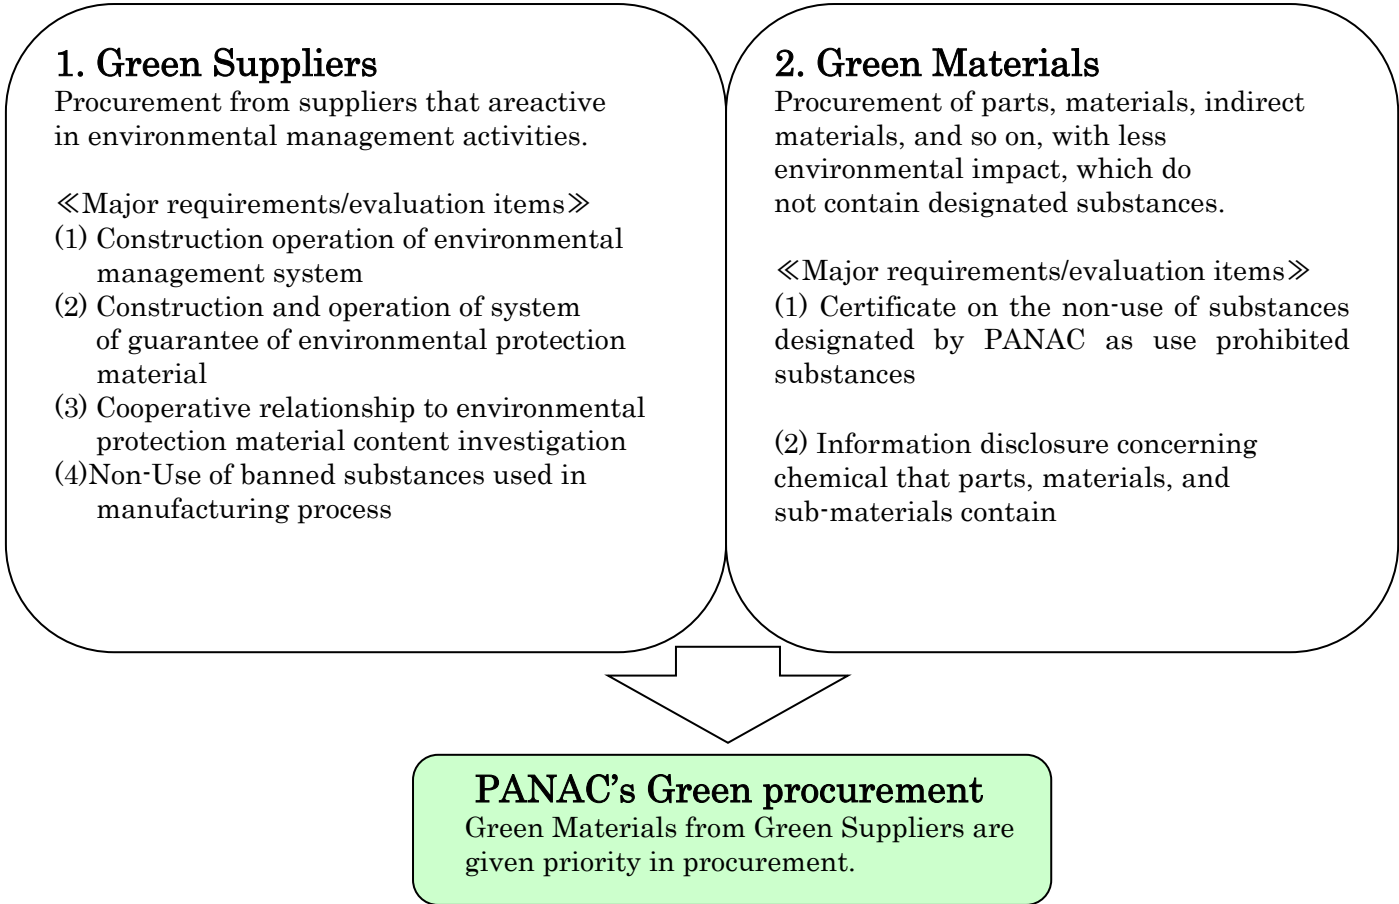 1. Green Suppliers
Procurement from suppliers that areactive
in environmental management activities.
≪Major requirements/evaluation items≫
(1) Construction operation of environmental
management system
(2) Construction and operation of system
of guarantee of environmental protection
material
(3) Cooperative relationship to environmental
protection material content investigation
(4)Non-Use of banned substances used in
manufacturing process
2. Green Materials
Procurement of parts, materials, indirect
materials, and so on, with less
environmental impact, which do
not contain designated substances.
≪Major requirements/evaluation items≫
(1) Certificate on the non-use of substances
designated by PANAC as use prohibited
substances
(2) Information disclosure concerning
chemical that parts, materials, and
sub-materials contain
PANAC’s Green procurement
Green Materials from Green Suppliers are
given priority in procurement.